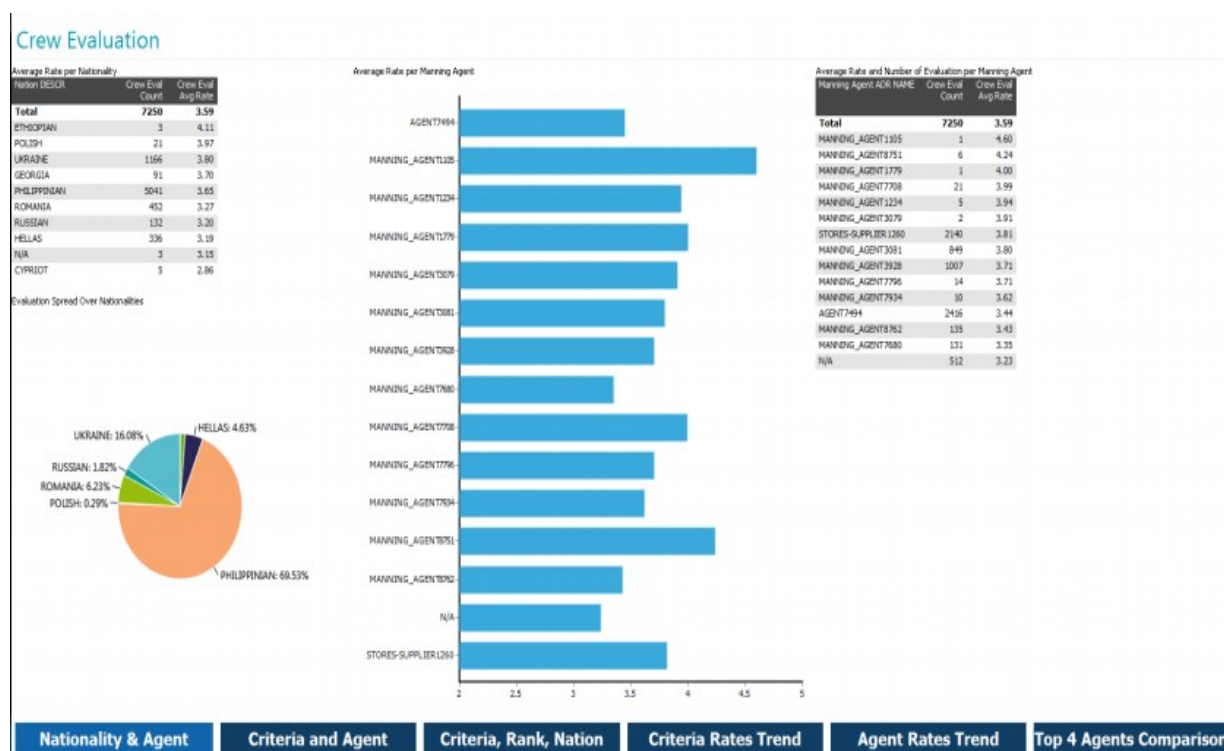 Crew Evaluation
Average Rate per Nationality
Nation DESCR Crew Eval Count Crew Eval Avg Rate
Total 7250 3.59
ETHIOPIAN 3 4.11
POLISH 21 3.97
UKRAINE 1166 3.80
GEORGIA 91 3.70
PHILIPPINIAN 5041 3.65
ROMANIA 452 3.27
RUSSIAN 132 3.20
HELLAS 336 3.19
N/A 3 3.15
CYPRIOT 5 2.86
Evaluation Spread Over Nationalities
UKRAINE: 16.08%
HELLAS: 4.63%
RUSSIAN: 1.82%
ROMANIA: 6.23%
POLISH: 0.29%
PHILIPPINIAN: 69.53%
Average Rate per Manning Agent
AGENT7494
MANNING_AGENT1105
MANNING_AGENT1234
MANNING_AGENT1779
MANNING_AGENT3079
MANNING_AGENT3081
MANNING_AGENT3928
MANNING_AGENT7680
MANNING_AGENT7708
MANNING_AGENT7796
MANNING_AGENT7934
MANNING_AGENT8751
MANNING_AGENT8762
N/A
STORES-SUPPLIER1260
2 2.5 3 3.5 4 4.5 5
Average Rate and Number of Evaluation per Manning Agent
Manning Agent ADR NAME Crew Eval Count Crew Eval Avg Rate
Total 7250 3.59
MANNING_AGENT1105 1 4.60
MANNING_AGENT8751 6 4.24
MANNING_AGENT1779 1 4.00
MANNING_AGENT7708 21 3.99
MANNING_AGENT1234 5 3.94
MANNING_AGENT3079 2 3.91
STORES-SUPPLIER1260 2140 3.81
MANNING_AGENT3081 849 3.80
MANNING_AGENT3928 1007 3.71
MANNING_AGENT7796 14 3.71
MANNING_AGENT7934 10 3.62
AGENT7494 2416 3.44
MANNING_AGENT8762 135 3.43
MANNING_AGENT7680 131 3.35
N/A 512 3.23
Nationality & Agent
Criteria and Agent
Criteria, Rank, Nation
Criteria Rates Trend
Agent Rates Trend
Top 4 Agents Comparison